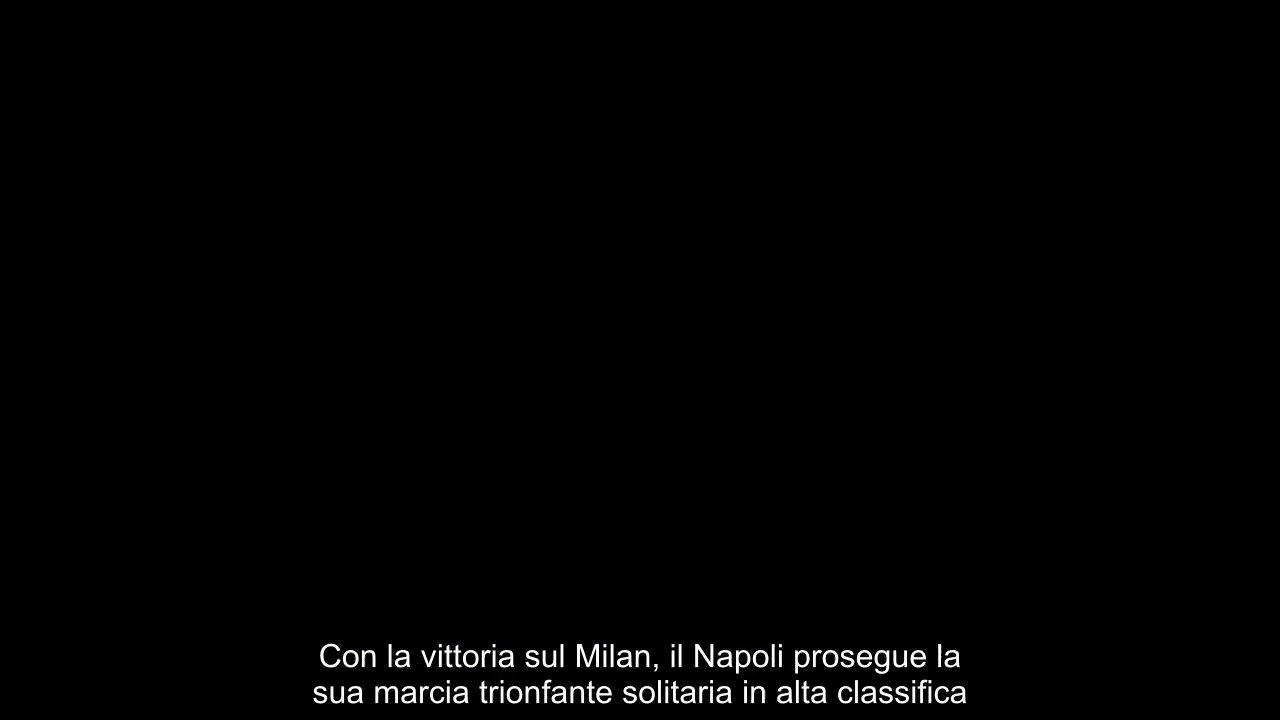 Con la vittoria sul Milan, il Napoli prosegue la
sua marcia trionfante solitaria in alta classifica